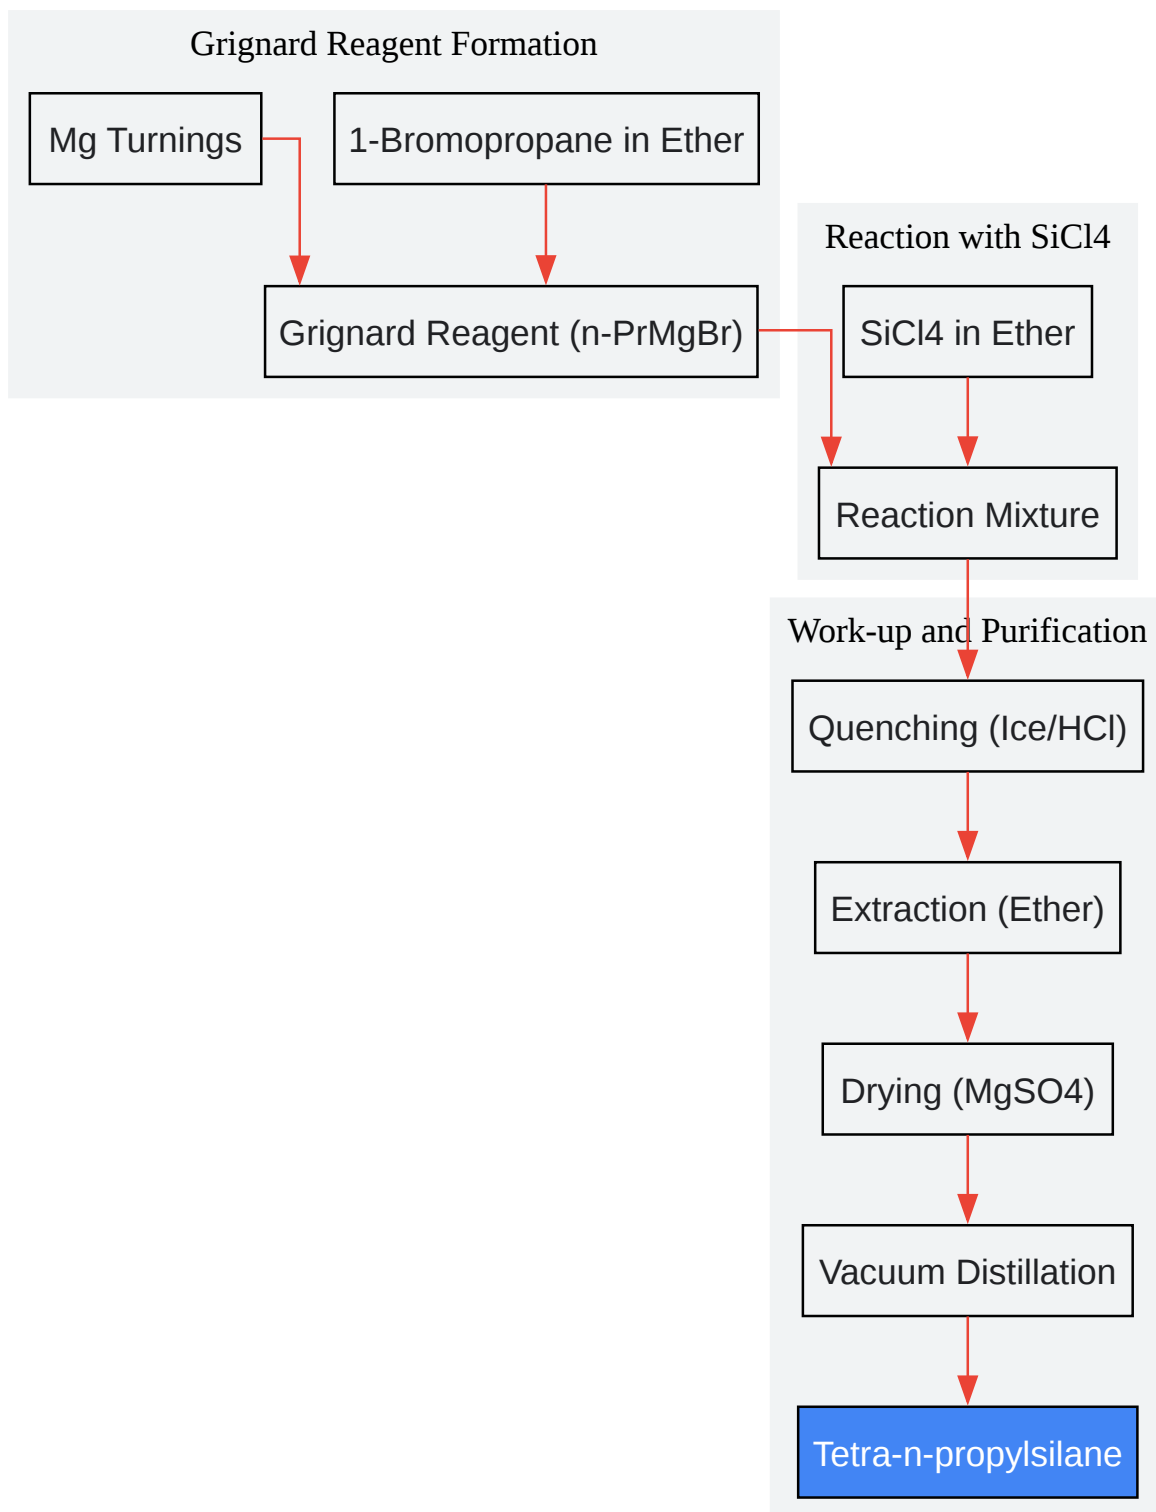 Grignard Reagent Formation
Mg Turnings
1-Bromopropane in Ether
Grignard Reagent (n-PrMgBr)
Reaction with SiCl4
SiCl4 in Ether
Reaction Mixture
Work-up and Purification
Quenching (Ice/HCl)
Extraction (Ether)
Drying (MgSO4)
Vacuum Distillation
Tetra-n-propylsilane